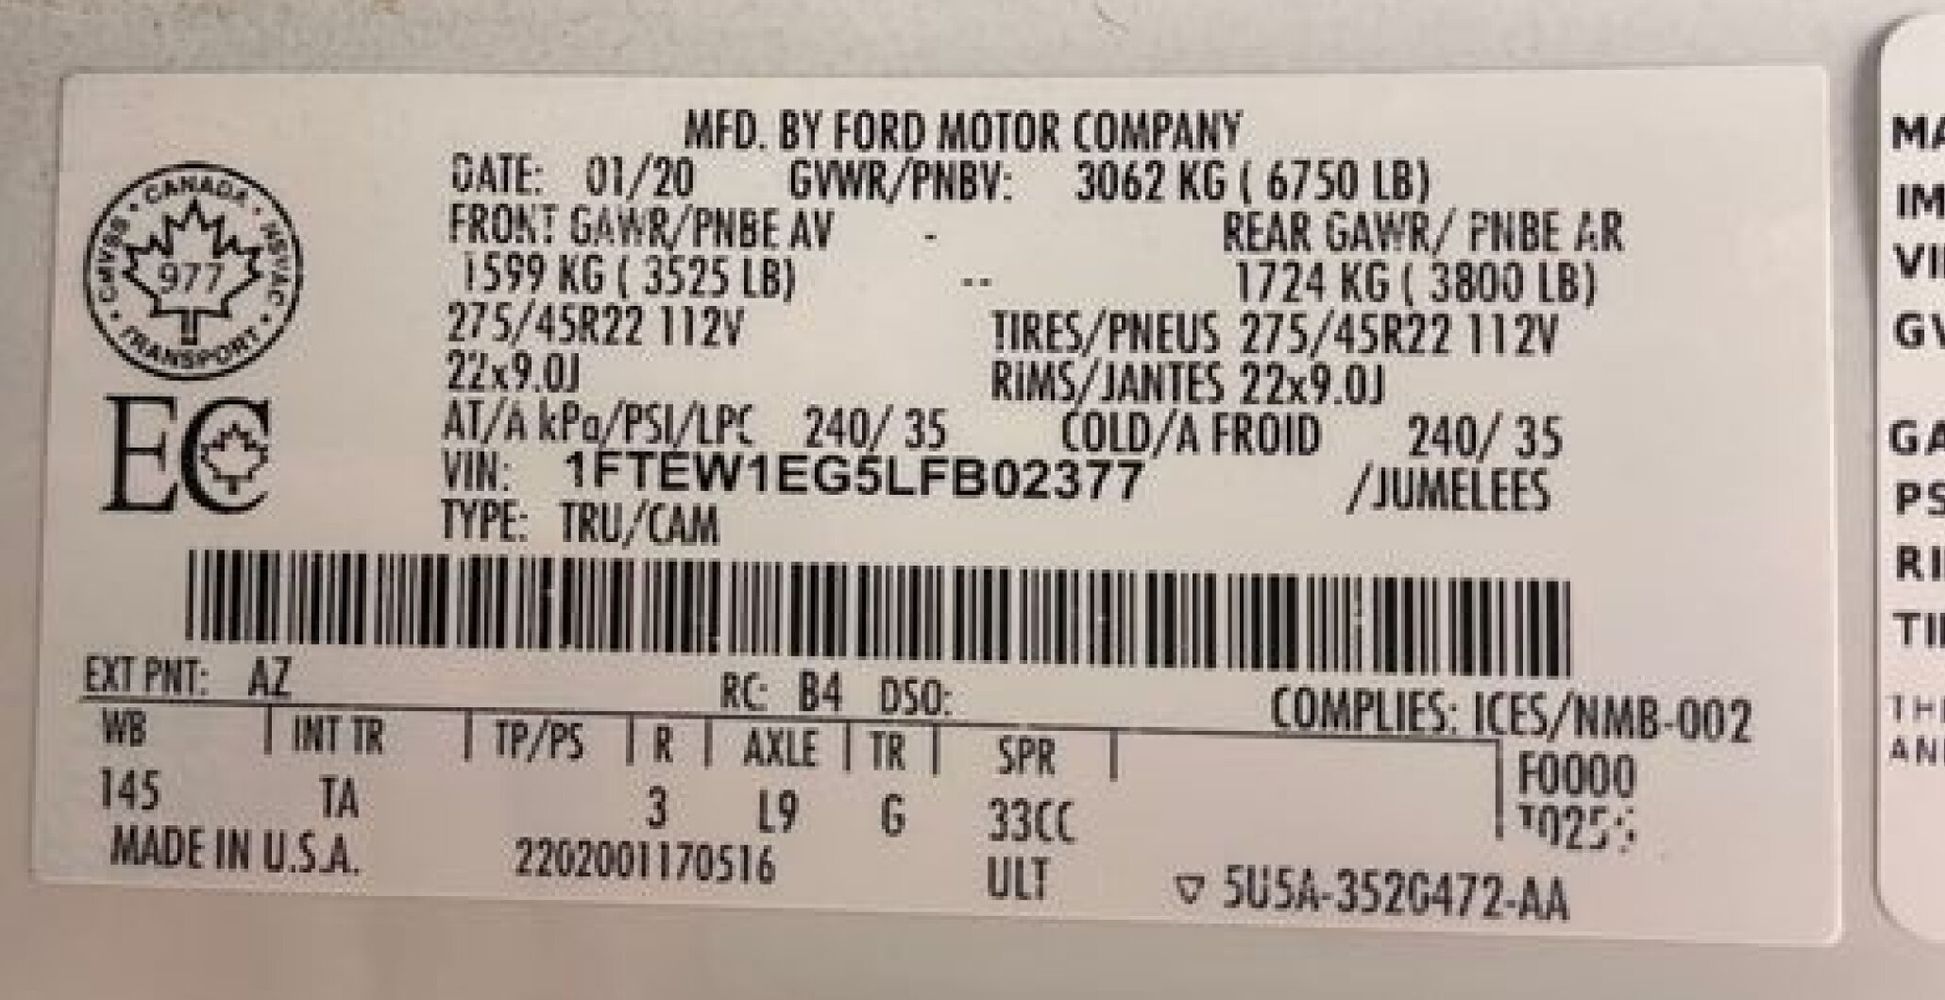 MFD. BY FORD MOTOR COMPANY
DATE: 01/20 GVWR/PNBV: 3062 KG ( 6750 LB)
FRONT GAWR/PNBE AV - REAR GAWR/ PNBE AR
1599 KG ( 3525 LB) -- 1724 KG ( 3800 LB)
275/45R22 112V TIRES/PNEUS 275/45R22 112V
22x9.0J RIMS/JANTES 22x9.0J
AT/A kPa/PSI/LPC 240/ 35 COLD/A FROID 240/ 35
VIN: 1FTEW1EG5LFB02377 /JUMELEES
TYPE: TRU/CAM
CANADA
CMVSS • NSVAC
977
TRANSPORT
EC
EXT PNT: AZ RC: B4 DSO: COMPLIES: ICES/NMB-002
WB INT TR TP/PS R AXLE TR SPR F0000
145 TA 3 L9 G 33CC
MADE IN U.S.A. 2202001170516 ULT ▽ 5U5A-3520472-AA
MA
IM
VI
GV
GA
PS
RI
TI
TH
AN